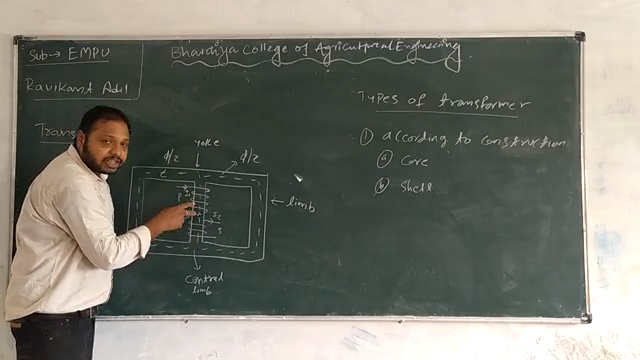 Sub → EMPU
Bhartiya College of Agricultural Engineering
Ravikant Adil
Types of transformer
Trans
① according to construction
ⓐ Core
ⓑ Shell
yoke
ϕ/2
ϕ/2
limb
P
S
central
limb